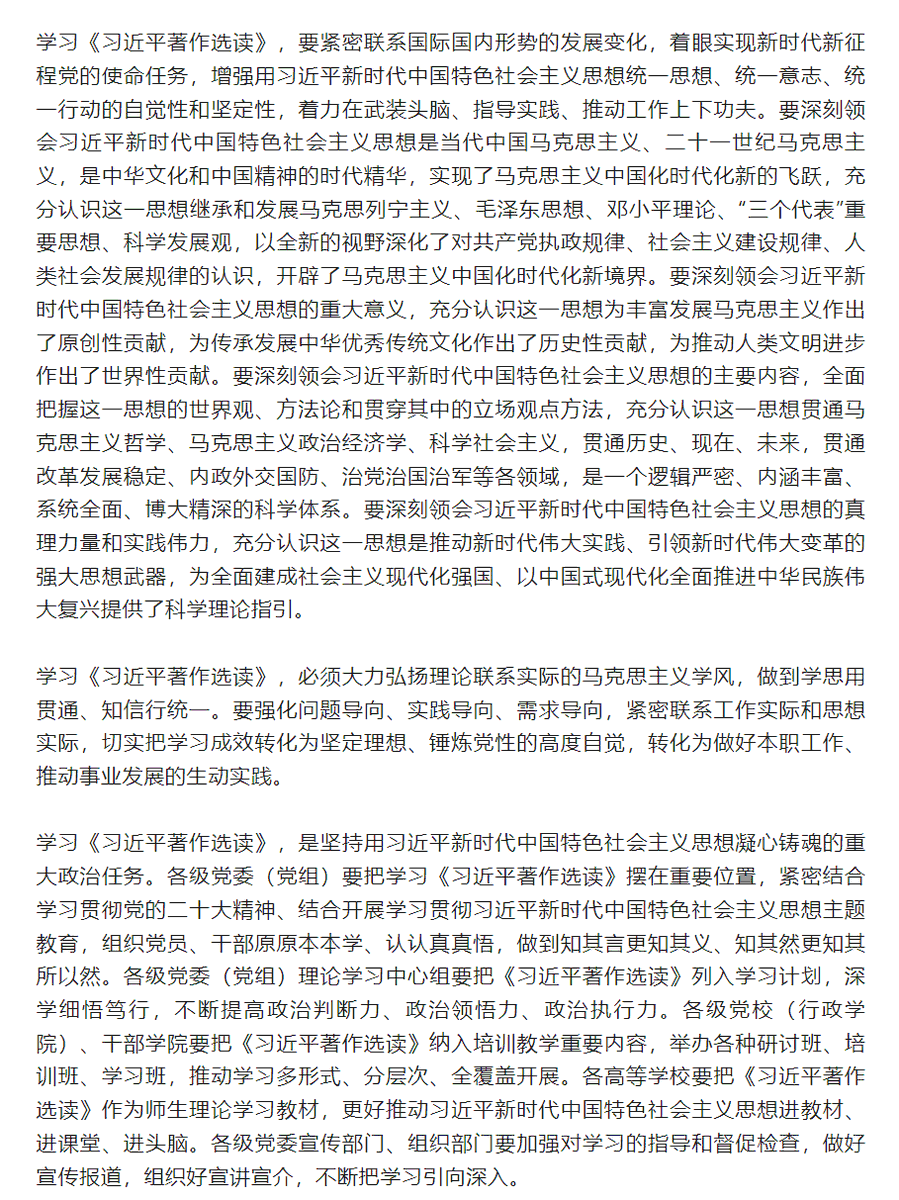 学习《习近平著作选读》，要紧密联系国际国内形势的发展变化，着眼实现新时代新征
程党的使命任务，增强用习近平新时代中国特色社会主义思想统一思想、统一意志、统
一行动的自觉性和坚定性，着力在武装头脑、指导实践、推动工作上下功夫。要深刻领
会习近平新时代中国特色社会主义思想是当代中国马克思主义、二十一世纪马克思主
义，是中华文化和中国精神的时代精华，实现了马克思主义中国化时代化新的飞跃，充
分认识这一思想继承和发展马克思列宁主义、毛泽东思想、邓小平理论、“三个代表”重
要思想、科学发展观，以全新的视野深化了对共产党执政规律、社会主义建设规律、人
类社会发展规律的认识，开辟了马克思主义中国化时代化新境界。要深刻领会习近平新
时代中国特色社会主义思想的重大意义，充分认识这一思想为丰富发展马克思主义作出
了原创性贡献，为传承发展中华优秀传统文化作出了历史性贡献，为推动人类文明进步
作出了世界性贡献。要深刻领会习近平新时代中国特色社会主义思想的主要内容，全面
把握这一思想的世界观、方法论和贯穿其中的立场观点方法，充分认识这一思想贯通马
克思主义哲学、马克思主义政治经济学、科学社会主义，贯通历史、现在、未来，贯通
改革发展稳定、内政外交国防、治党治国治军等各领域，是一个逻辑严密、内涵丰富、
系统全面、博大精深的科学体系。要深刻领会习近平新时代中国特色社会主义思想的真
理力量和实践伟力，充分认识这一思想是推动新时代伟大实践、引领新时代伟大变革的
强大思想武器，为全面建成社会主义现代化强国、以中国式现代化全面推进中华民族伟
大复兴提供了科学理论指引。
学习《习近平著作选读》，必须大力弘扬理论联系实际的马克思主义学风，做到学思用
贯通、知信行统一。要强化问题导向、实践导向、需求导向，紧密联系工作实际和思想
实际，切实把学习成效转化为坚定理想、锤炼党性的高度自觉，转化为做好本职工作、
推动事业发展的生动实践。
学习《习近平著作选读》，是坚持用习近平新时代中国特色社会主义思想凝心铸魂的重
大政治任务。各级党委（党组）要把学习《习近平著作选读》摆在重要位置，紧密结合
学习贯彻党的二十大精神、结合开展学习贯彻习近平新时代中国特色社会主义思想主题
教育，组织党员、干部原原本本学、认认真真悟，做到知其言更知其义、知其然更知其
所以然。各级党委（党组）理论学习中心组要把《习近平著作选读》列入学习计划，深
学细悟笃行，不断提高政治判断力、政治领悟力、政治执行力。各级党校（行政学
院）、干部学院要把《习近平著作选读》纳入培训教学重要内容，举办各种研讨班、培
训班、学习班，推动学习多形式、分层次、全覆盖开展。各高等学校要把《习近平著作
选读》作为师生理论学习教材，更好推动习近平新时代中国特色社会主义思想进教材、
进课堂、进头脑。各级党委宣传部门、组织部门要加强对学习的指导和督促检查，做好
宣传报道，组织好宣讲宣介，不断把学习引向深入。